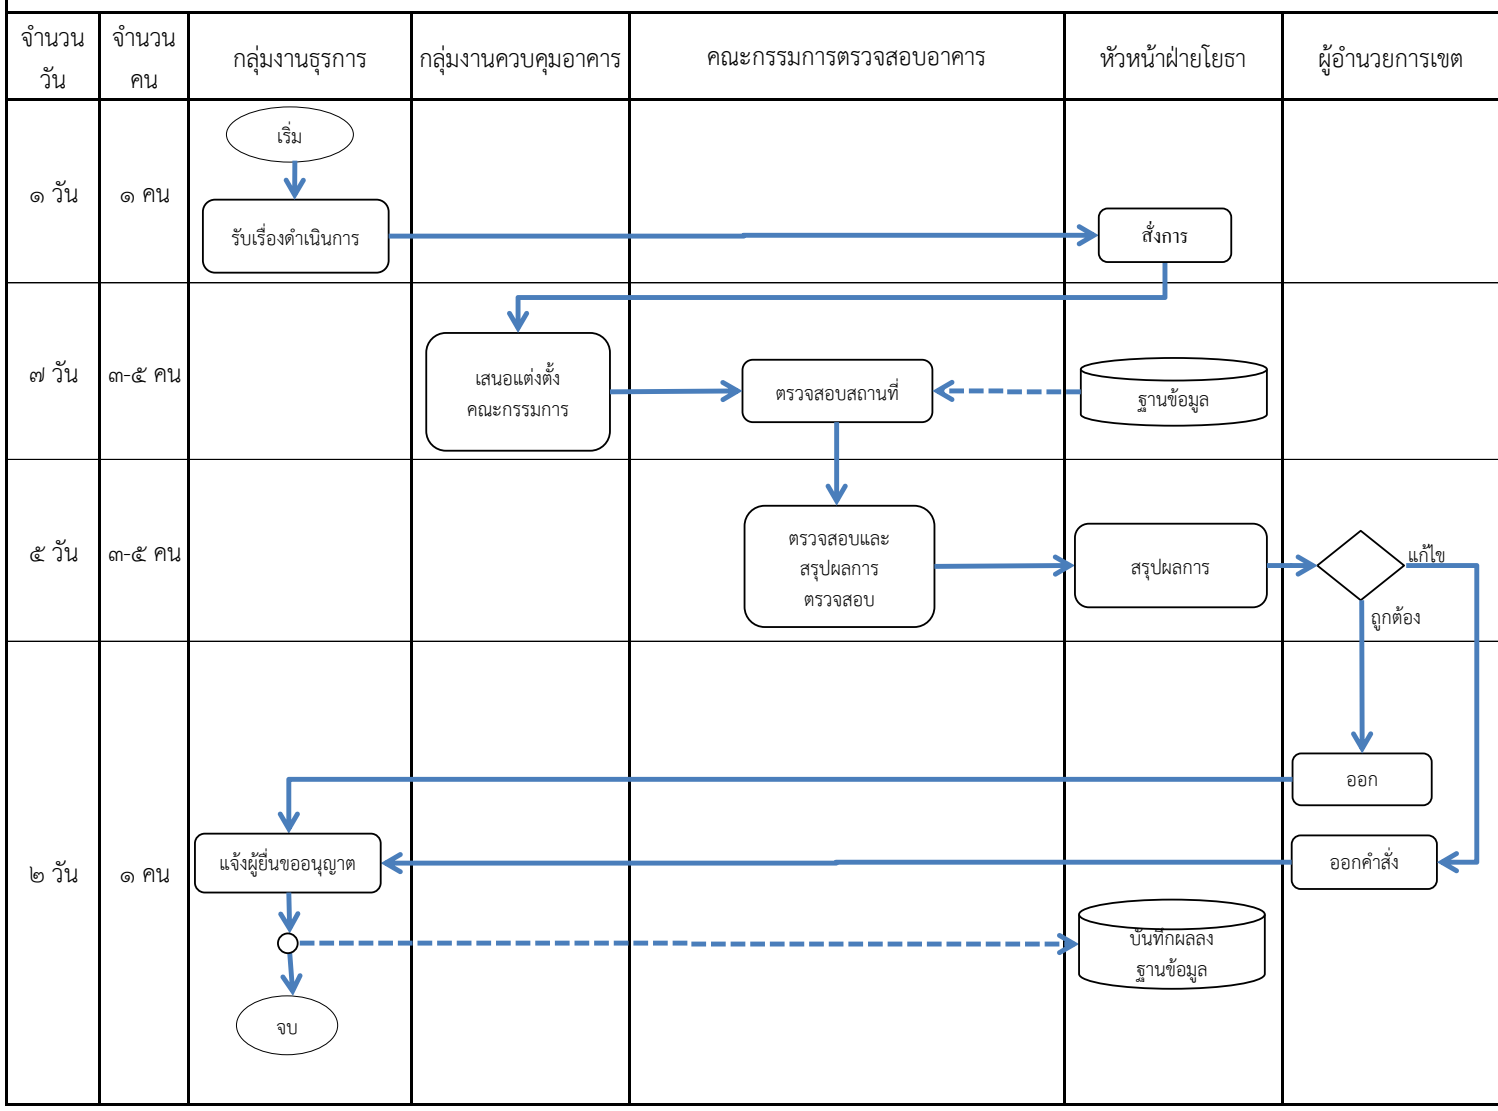 จำนวน
วัน
จำนวน
คน
กลุ่มงานธุรการ
กลุ่มงานควบคุมอาคาร
คณะกรรมการตรวจสอบอาคาร
หัวหน้าฝ่ายโยธา
ผู้อำนวยการเขต
๑ วัน
๑ คน
เริ่ม
รับเรื่องดำเนินการ
สั่งการ
๗ วัน
๓-๕ คน
เสนอแต่งตั้ง
คณะกรรมการ
ตรวจสอบสถานที่
ฐานข้อมูล
๕ วัน
๓-๕ คน
ตรวจสอบและ
สรุปผลการ
ตรวจสอบ
สรุปผลการ
แก้ไข
ถูกต้อง
๒ วัน
๑ คน
ออก
แจ้งผู้ยื่นขออนุญาต
ออกคำสั่ง
บันทึกผลลง
ฐานข้อมูล
จบ